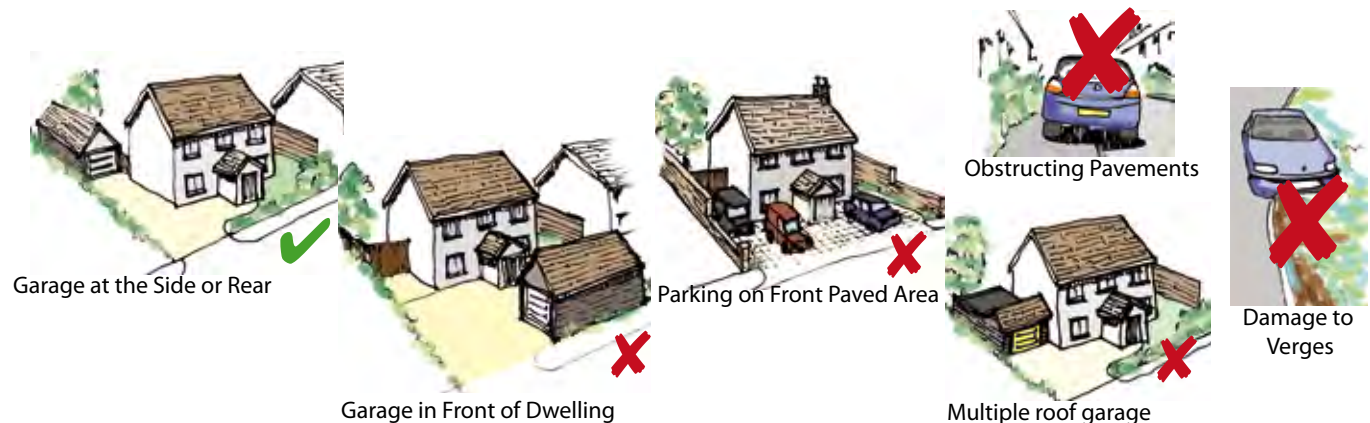 Garage at the Side or Rear
Garage in Front of Dwelling
Parking on Front Paved Area
Obstructing Pavements
Multiple roof garage
Damage to
Verges